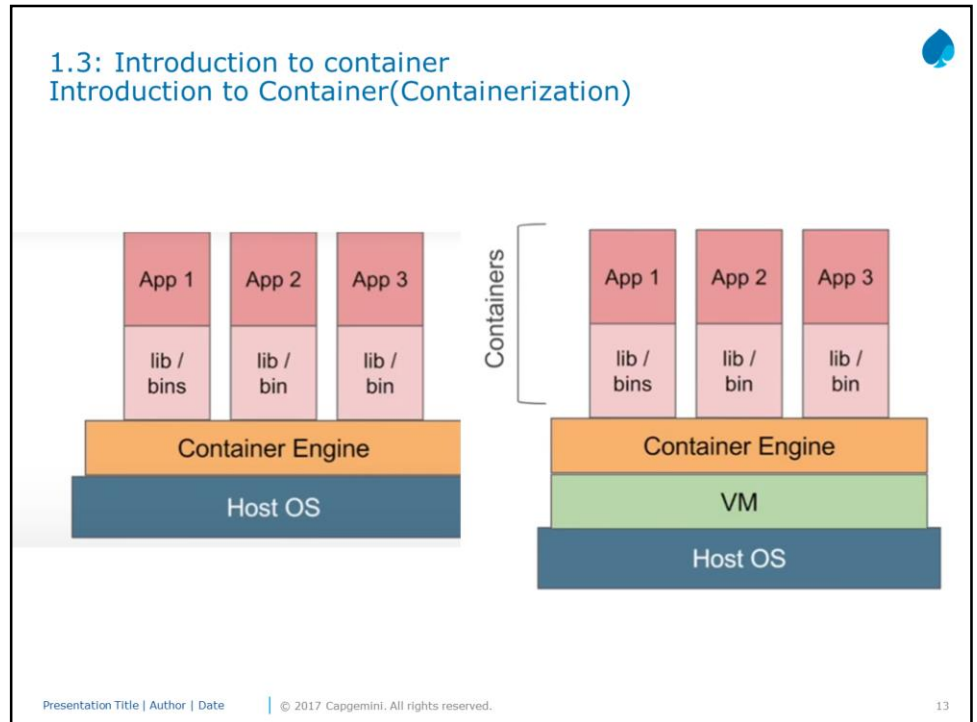 1.3: Introduction to container
Introduction to Container(Containerization)
App 1
App 2
App 3
lib /
bins
lib /
bin
lib /
bin
Container Engine
Host OS
Containers
App 1
App 2
App 3
lib /
bins
lib /
bin
lib /
bin
Container Engine
VM
Host OS
Presentation Title | Author | Date
© 2017 Capgemini. All rights reserved.
13